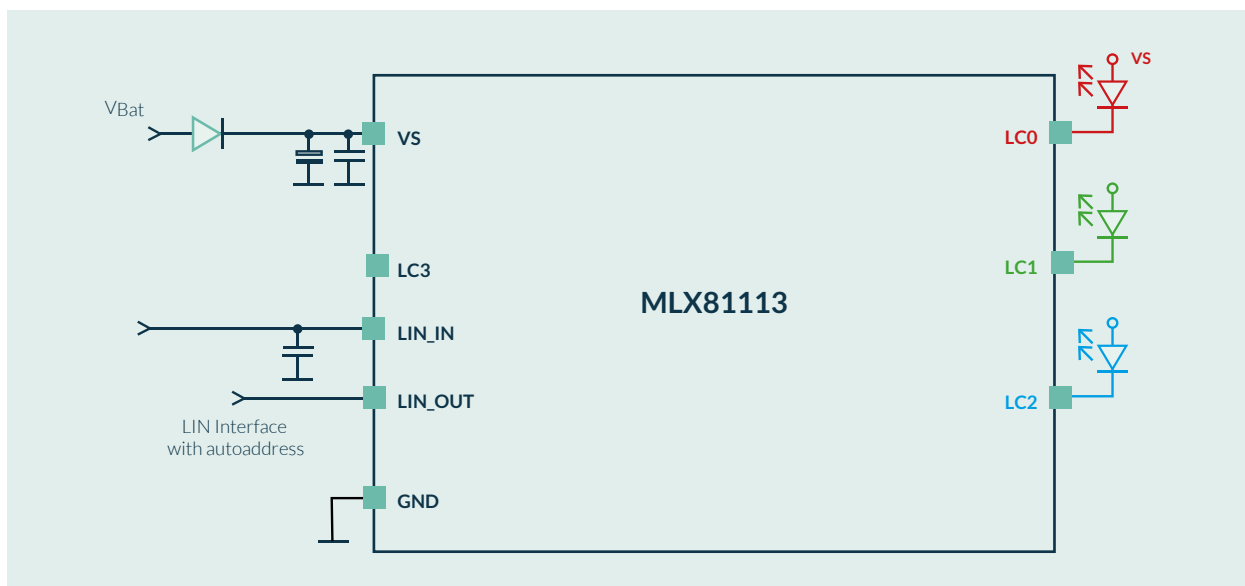 VS
VBat
VS
LC0
LC3
LC1
MLX81113
LIN_IN
LIN_OUT
LC2
LIN Interface
with autoaddress
GND